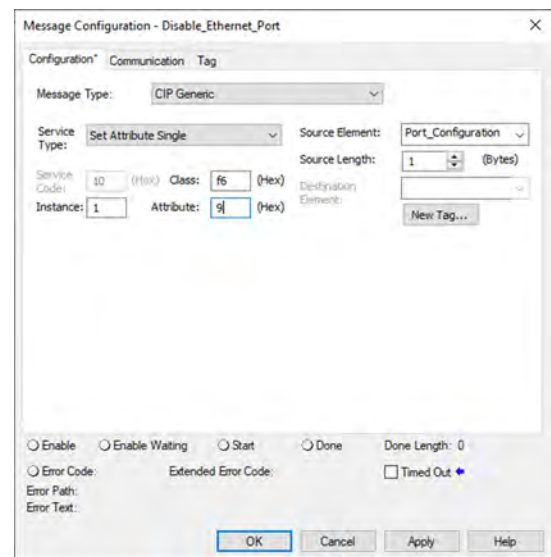 Message Configuration - Disable_Ethernet_Port
Configuration* Communication Tag
Message Type: CIP Generic
Service Type: Set Attribute Single Source Element: Port_Configuration
Source Length: 1 (Bytes)
Service Code: 10 (Hex) Class: f6 (Hex) Destination Element:
Instance: 1 Attribute: 9 (Hex) New Tag...
Enable Enable Waiting Start Done Done Length: 0
Error Code: Extended Error Code: Timed Out
Error Path:
Error Text:
OK Cancel Apply Help